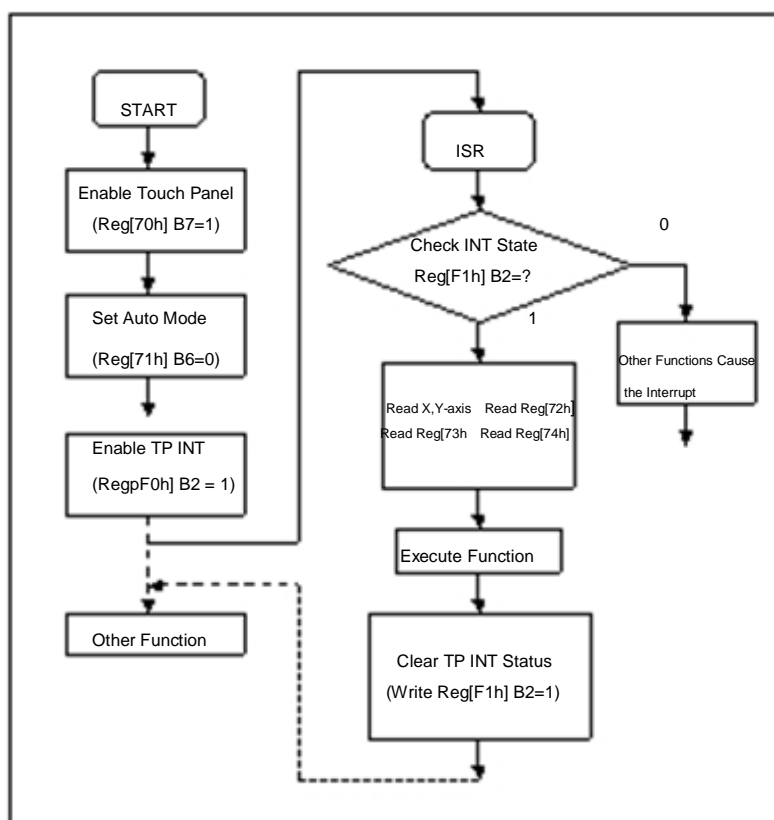 START
Enable Touch Panel
(Reg[70h] B7=1)
Set Auto Mode
(Reg[71h] B6=0)
Enable TP INT
(RegpF0h] B2 = 1)
Other Function
ISR
Check INT State
Reg[F1h] B2=?
0
1
Other Functions Cause
the Interrupt
Read X,Y-axis Read Reg[72h]
Read Reg[73h Read Reg[74h]
Execute Function
Clear TP INT Status
(Write Reg[F1h] B2=1)